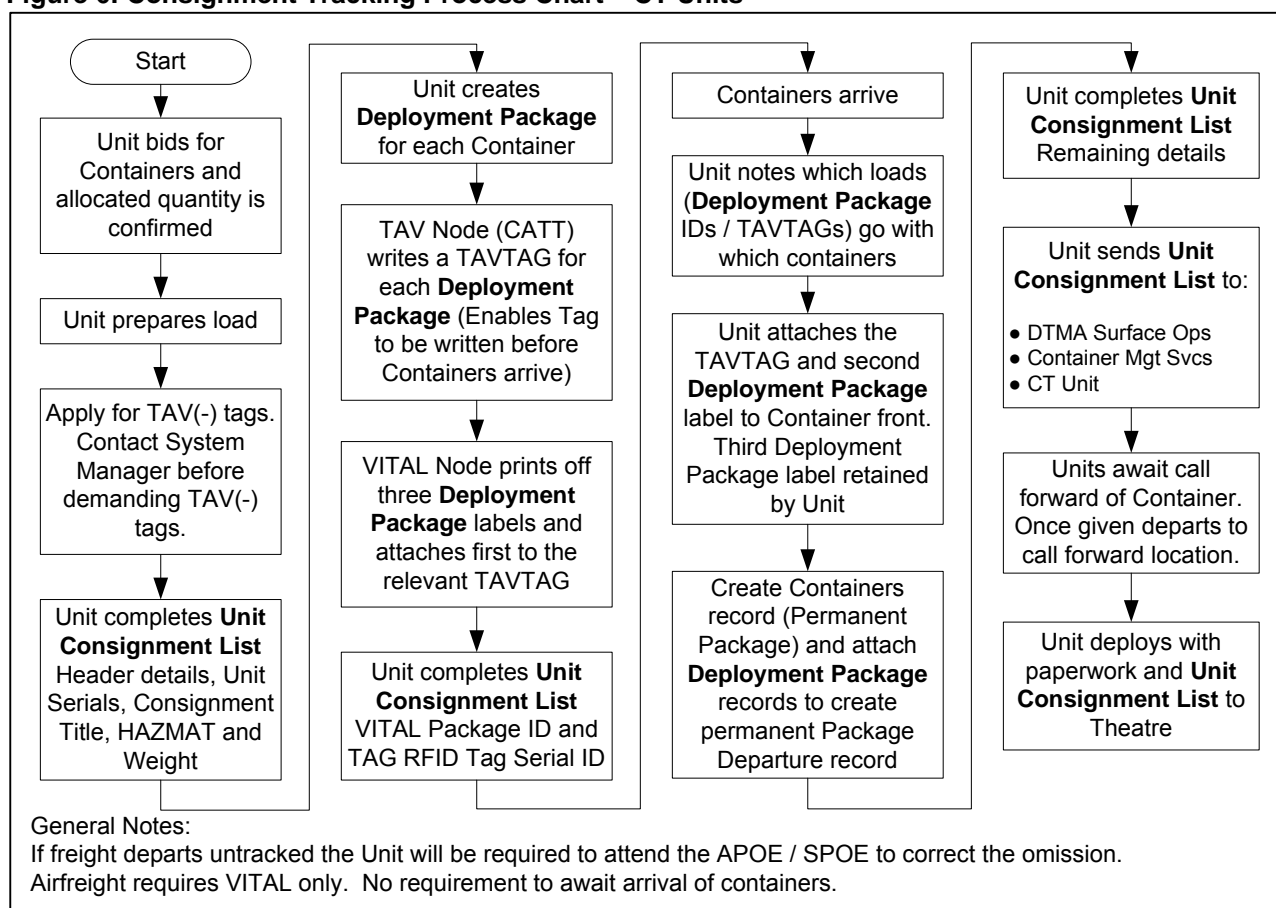 Start
Unit bids for
Containers and
allocated quantity is
confirmed
Unit prepares load
Apply for TAV(-) tags.
Contact System
Manager before
demanding TAV(-)
tags.
Unit completes Unit
Consignment List
Header details, Unit
Serials, Consignment
Title, HAZMAT and
Weight
Unit creates
Deployment Package
for each Container
TAV Node (CATT)
writes a TAVTAG for
each Deployment
Package (Enables Tag
to be written before
Containers arrive)
VITAL Node prints off
three Deployment
Package labels and
attaches first to the
relevant TAVTAG
Unit completes Unit
Consignment List
VITAL Package ID and
TAG RFID Tag Serial ID
Containers arrive
Unit notes which loads
(Deployment Package
IDs / TAVTAGs) go with
which containers
Unit attaches the
TAVTAG and second
Deployment Package
label to Container front.
Third Deployment
Package label retained
by Unit
Create Containers
record (Permanent
Package) and attach
Deployment Package
records to create
permanent Package
Departure record
Unit completes Unit
Consignment List
Remaining details
Unit sends Unit
Consignment List to:
● DTMA Surface Ops
● Container Mgt Svcs
● CT Unit
Units await call
forward of Container.
Once given departs to
call forward location.
Unit deploys with
paperwork and Unit
Consignment List to
Theatre
General Notes:
If freight departs untracked the Unit will be required to attend the APOE / SPOE to correct the omission.
Airfreight requires VITAL only.  No requirement to await arrival of containers.